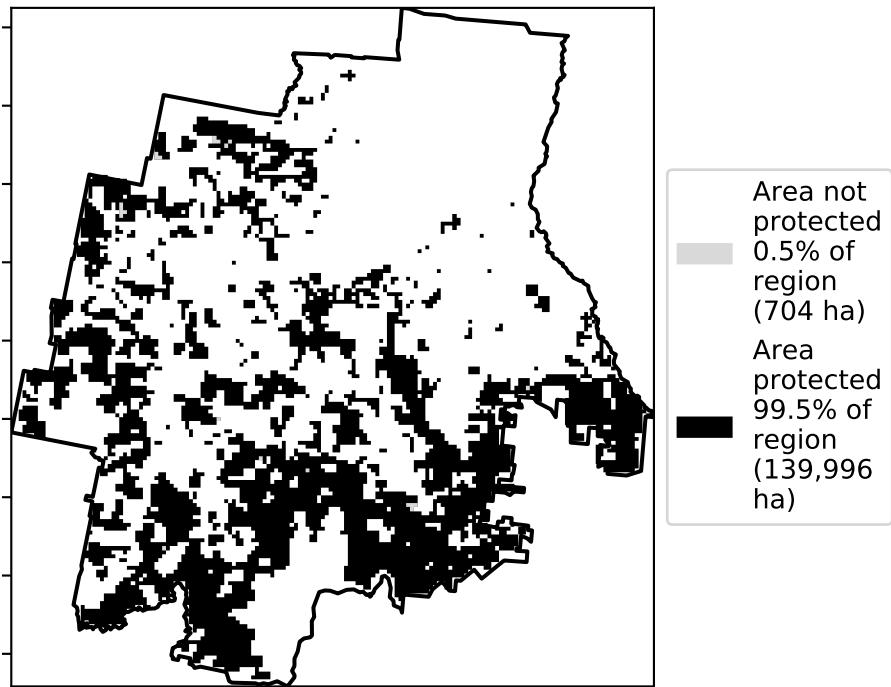 Area not
protected
0.5% of
region
(704 ha)
Area
protected
99.5% of
region
(139,996
ha)